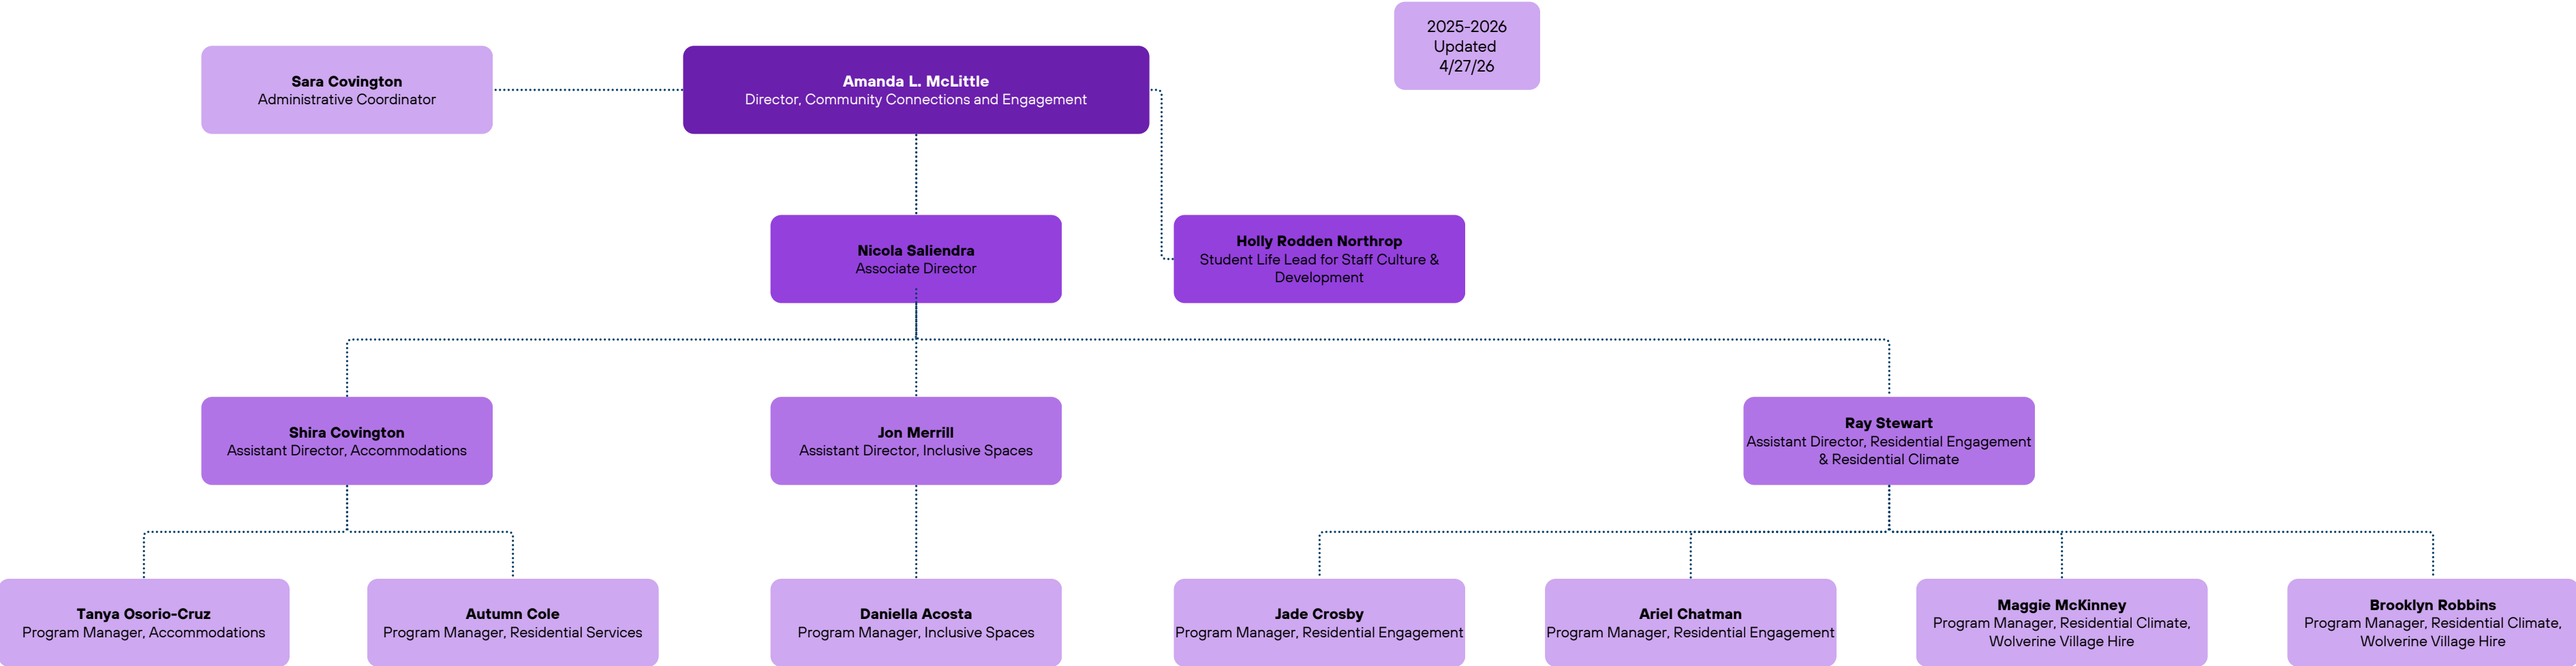 2025-2026
Updated
4/27/26
Sara Covington
Administrative Coordinator
Amanda L. McLittle
Director, Community Connections and Engagement
Nicola Saliendra
Associate Director
Holly Rodden Northrop
Student Life Lead for Staff Culture &
Development
Shira Covington
Assistant Director, Accommodations
Jon Merrill
Assistant Director, Inclusive Spaces
Ray Stewart
Assistant Director, Residential Engagement
& Residential Climate
Tanya Osorio-Cruz
Program Manager, Accommodations
Autumn Cole
Program Manager, Residential Services
Daniella Acosta
Program Manager, Inclusive Spaces
Jade Crosby
Program Manager, Residential Engagement
Ariel Chatman
Program Manager, Residential Engagement
Maggie McKinney
Program Manager, Residential Climate,
Wolverine Village Hire
Brooklyn Robbins
Program Manager, Residential Climate,
Wolverine Village Hire